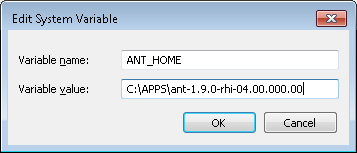 Edit System Variable
Variable name: ANT_HOME
Variable value: C:\APPS\ant-1.9.0-rhi-04.00.000.00
OK Cancel